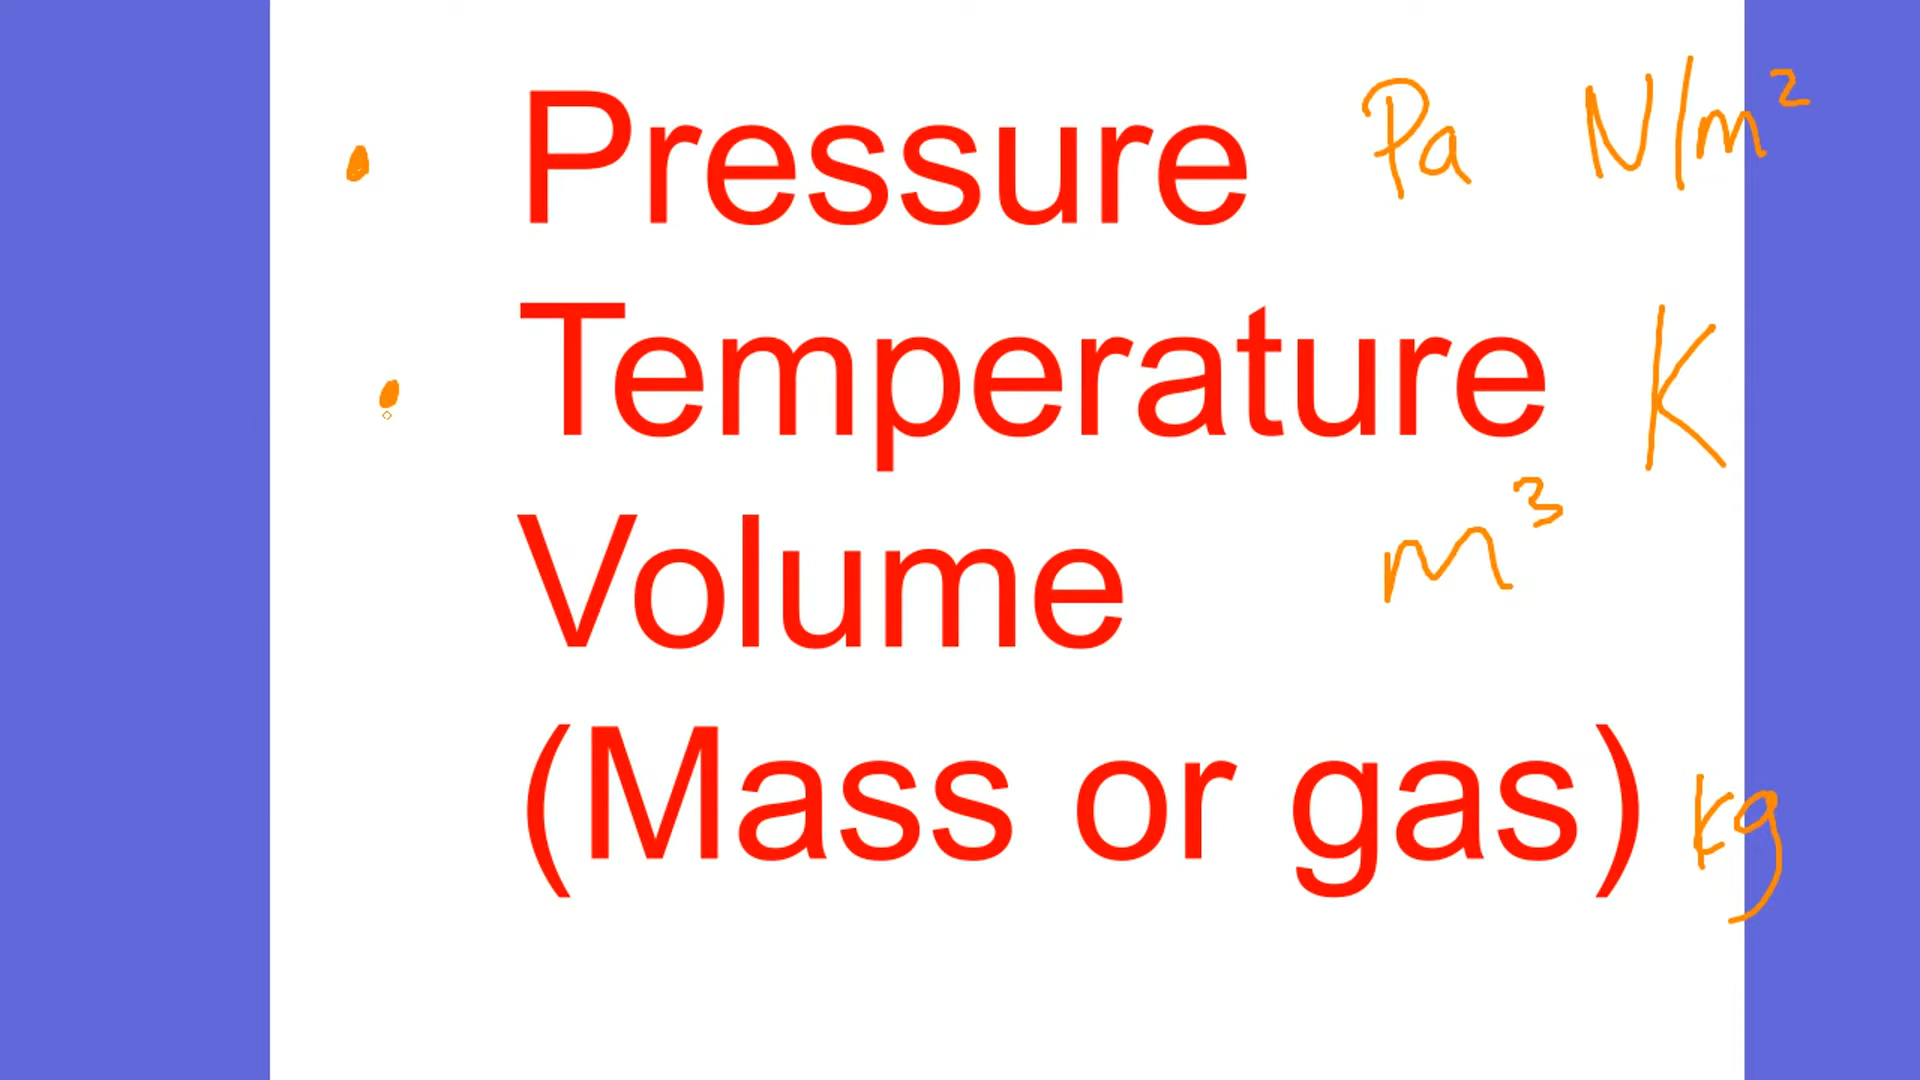 Pressure Pa N/m²
Temperature K
Volume m³
(Mass or gas) kg